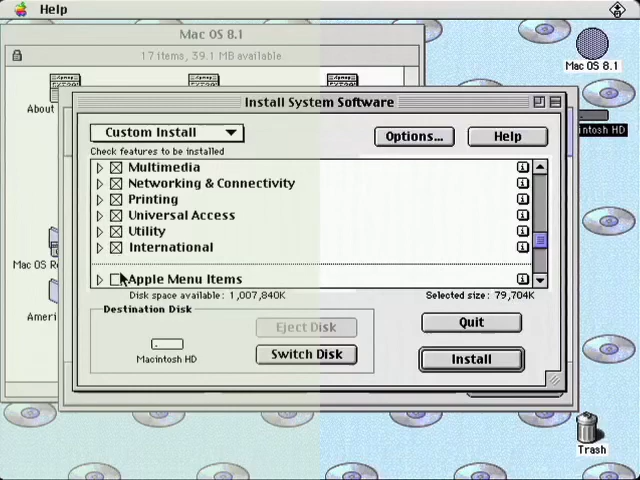 Help
Mac OS 8.1
17 items, 39.1 MB available
Mac OS 8.1
About
Install System Software
Macintosh HD
Custom Install
Options...
Help
Check features to be installed
Multimedia
Networking & Connectivity
Printing
Universal Access
Utility
International
Mac OS Re
Apple Menu Items
Disk space available : 1,007,840K
Selected size : 79,704K
Destination Disk
Ameri
Eject Disk
Quit
Macintosh HD
Switch Disk
Install
Trash